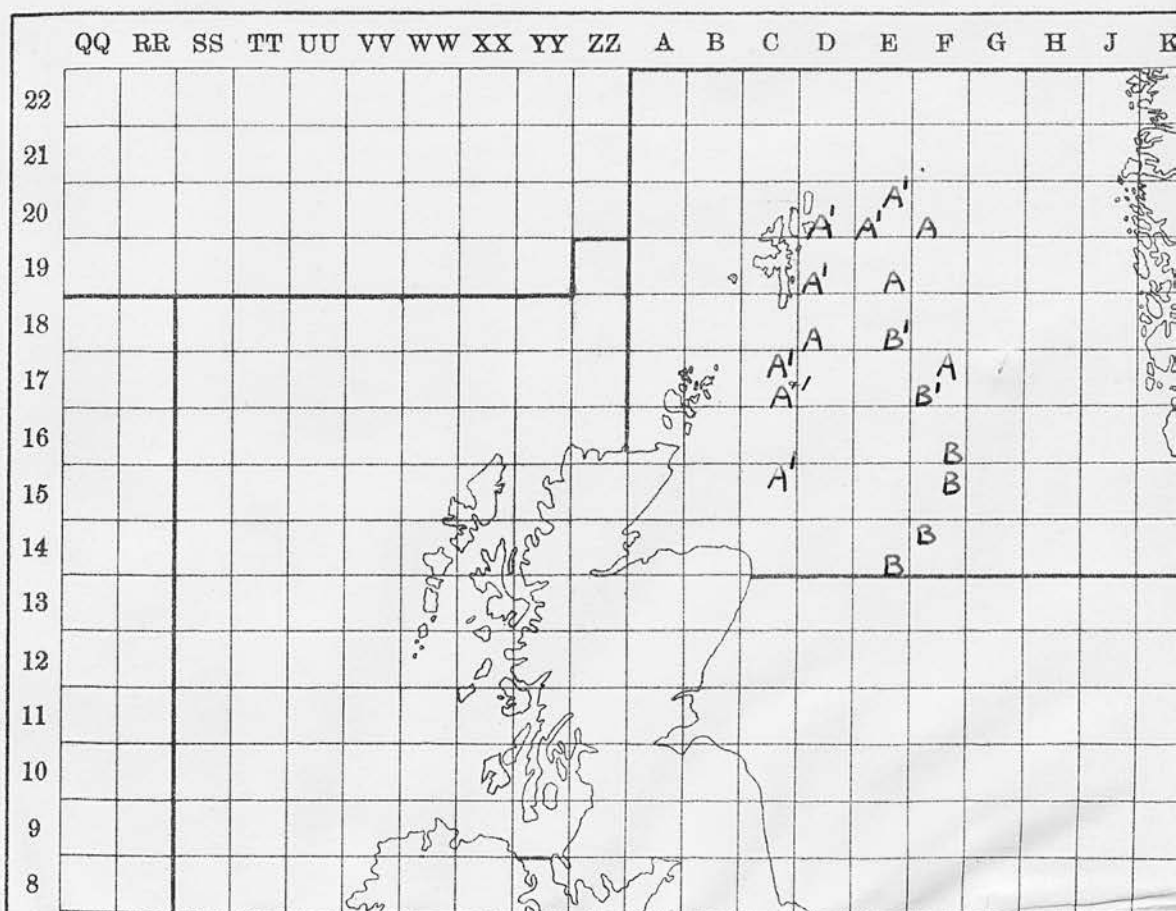 QQ RR SS TT UU VV WW XX YY ZZ A B C D E F G H J K
22
21
A'
20 A' A' A
19 A' A
18 A B'
A' A
17 A' B'
16 B
15 A' B
14 B
B
13
12
11
10
9
8